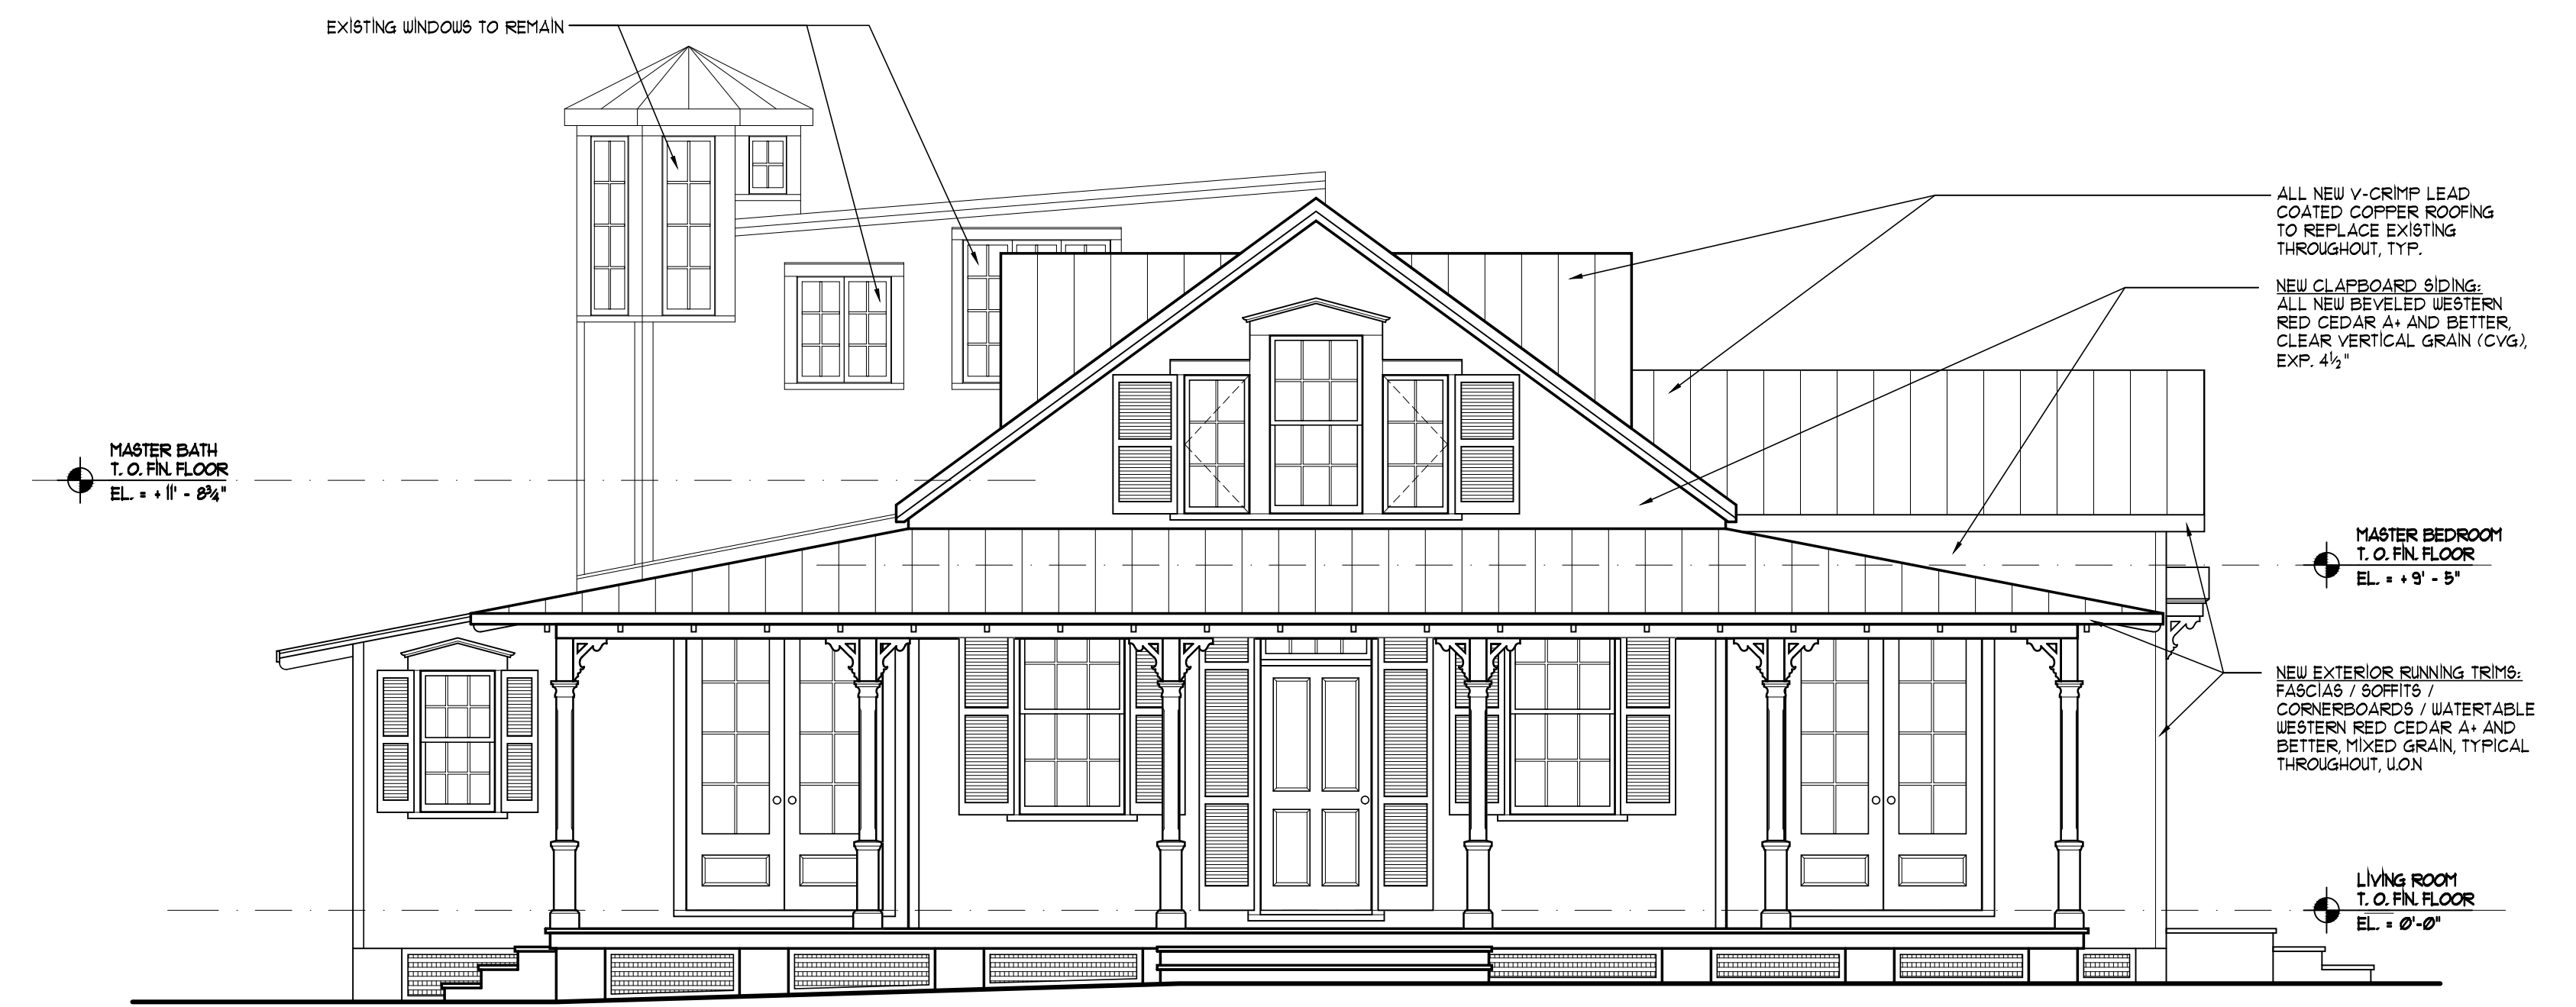 EXISTING WINDOWS TO REMAIN
ALL NEW V-CRIMP LEAD
COATED COPPER ROOFING
TO REPLACE EXISTING
THROUGHOUT, TYP.
NEW CLAPBOARD SIDING:
ALL NEW BEVELED WESTERN
RED CEDAR A+ AND BETTER,
CLEAR VERTICAL GRAIN (CVG),
EXP. 4½"
MASTER BATH
T. O. FIN. FLOOR
EL. = + 11' - 8¾"
MASTER BEDROOM
T. O. FIN. FLOOR
EL. = + 9' - 5"
NEW EXTERIOR RUNNING TRIMS:
FASCIAS / SOFFITS /
CORNERBOARDS / WATERTABLE
WESTERN RED CEDAR A+ AND
BETTER, MIXED GRAIN, TYPICAL
THROUGHOUT, U.O.N
LIVING ROOM
T. O. FIN. FLOOR
EL. = 0'-0"